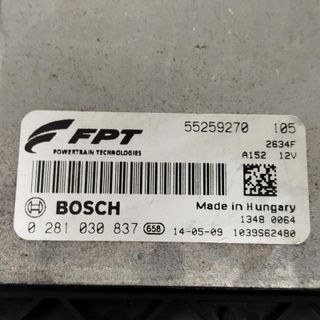 FPT 55259270 105
POWERTRAIN TECHNOLOGIES 2634F
A152 12V
BOSCH Made in Hungary
1348 0064
0 281 030 837 658 14-05-09 1039S62480